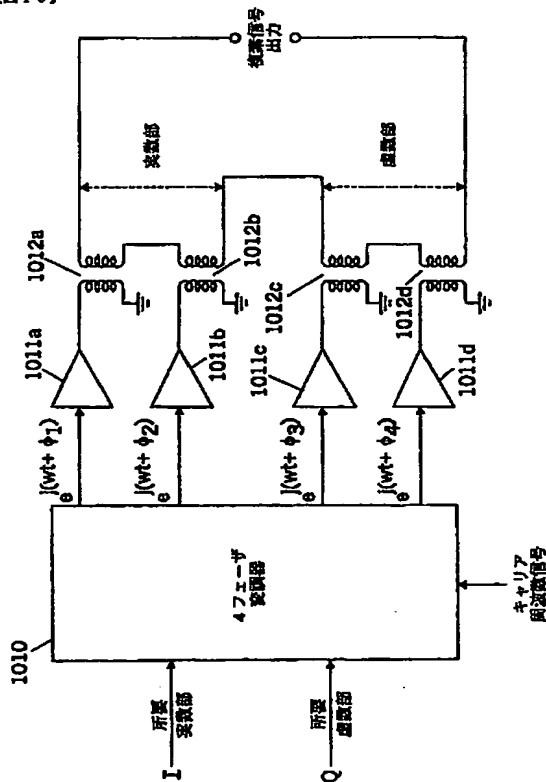 1010
4フェーザ
変調器
所要
実数部
I
所要
虚数部
Q
キャリア
周波数信号
e j(wt+ φ1)
e j(wt+ φ2)
e j(wt+ φ3)
e j(wt+ φ4)
1011a
1011b
1011c
1011d
1012a
1012b
1012c
1012d
実数部
虚数部
複素信号
出力